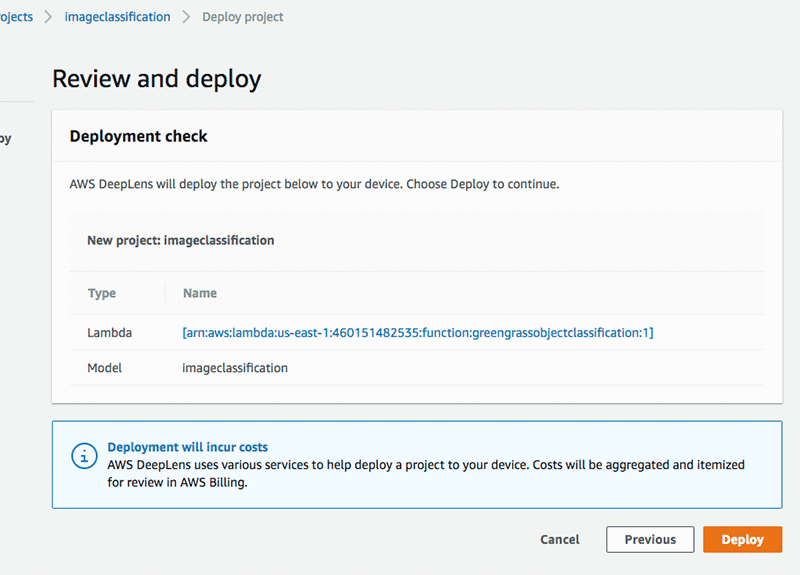 ojects > imageclassification > Deploy project
Review and deploy
oy
Deployment check
AWS DeepLens will deploy the project below to your device. Choose Deploy to continue.
New project: imageclassification
Type Name
Lambda [arn:aws:lambda:us-east-1:460151482535:function:greengrassobjectclassification:1]
Model imageclassification
Deployment will incur costs
AWS DeepLens uses various services to help deploy a project to your device. Costs will be aggregated and itemized
for review in AWS Billing.
Cancel Previous Deploy